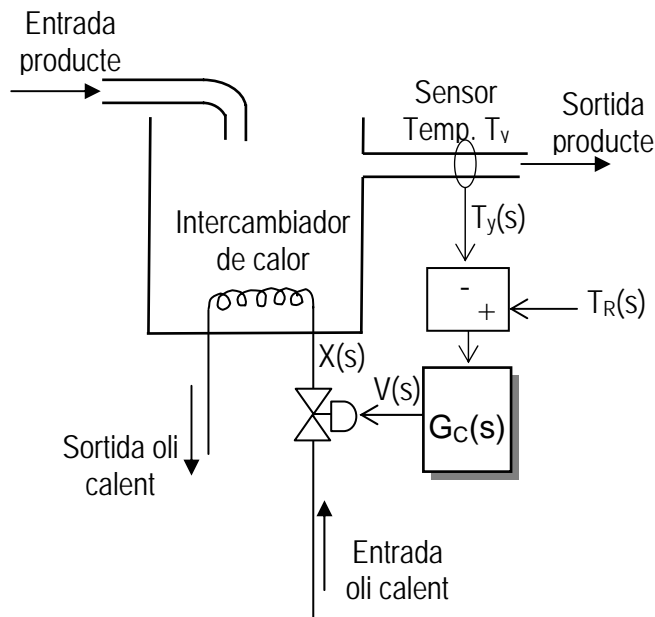 Entrada
producte
Sensor
Temp. Tv
Sortida
producte
Ty(s)
Intercambiador
de calor
-
+
TR(s)
X(s)
V(s)
GC(s)
Sortida oli
calent
Entrada
oli calent